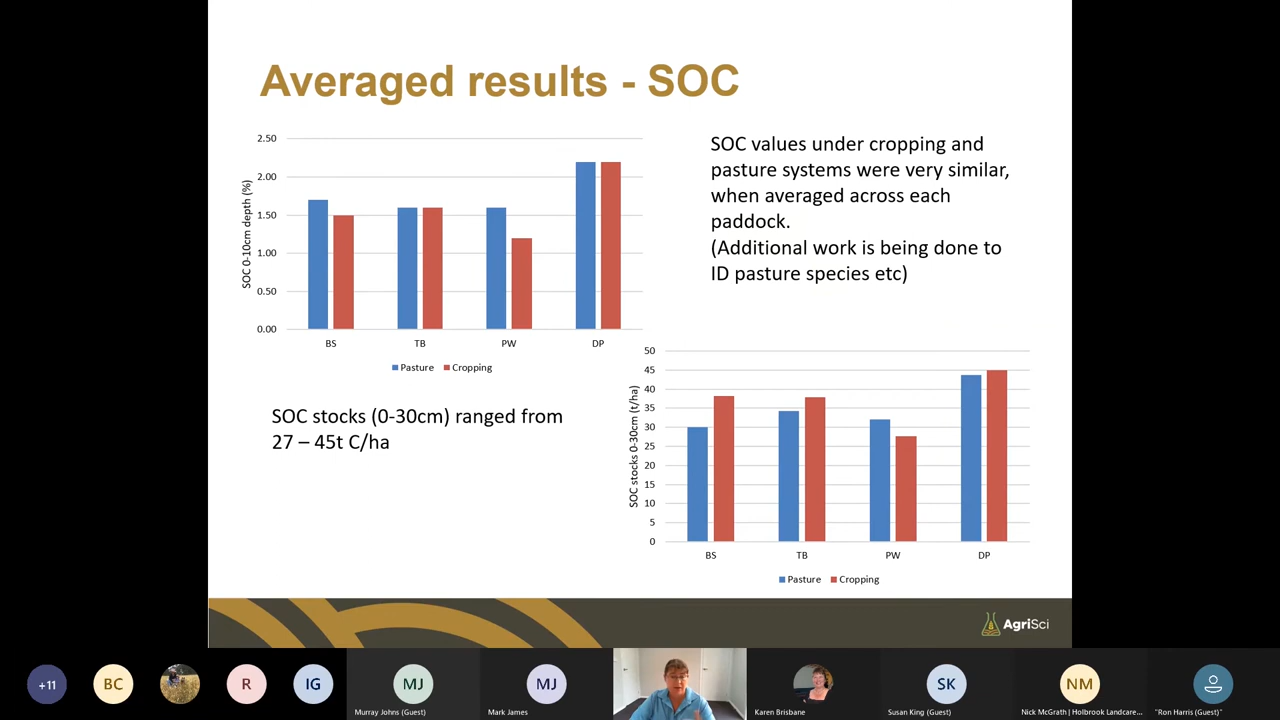 Averaged results - SOC
2.50
2.00
1.50
1.00
0.50
0.00
SOC 0-10cm depth (%)
BS TB PW DP
Pasture Cropping
SOC values under cropping and
pasture systems were very similar,
when averaged across each
paddock.
(Additional work is being done to
ID pasture species etc)
SOC stocks (0-30cm) ranged from
27 – 45t C/ha
50
45
40
35
30
25
20
15
10
5
0
SOC stocks 0-30cm (t/ha)
BS TB PW DP
Pasture Cropping
AgriSci
+11 BC R IG MJ MJ SK NM
Murray Johns (Guest) Mark James Karen Brisbane Susan King (Guest) Nick McGrath | Holbrook Landcare... "Ron Harris (Guest)"